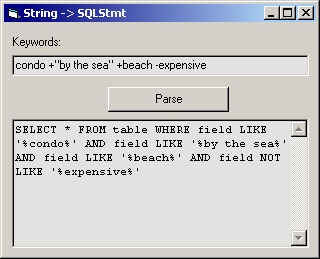 String -> SQLStmt
Keywords:
condo +"by the sea" +beach -expensive
Parse
SELECT * FROM table WHERE field LIKE
'%condo%' AND field LIKE '%by the sea%'
AND field LIKE '%beach%' AND field NOT
LIKE '%expensive%'